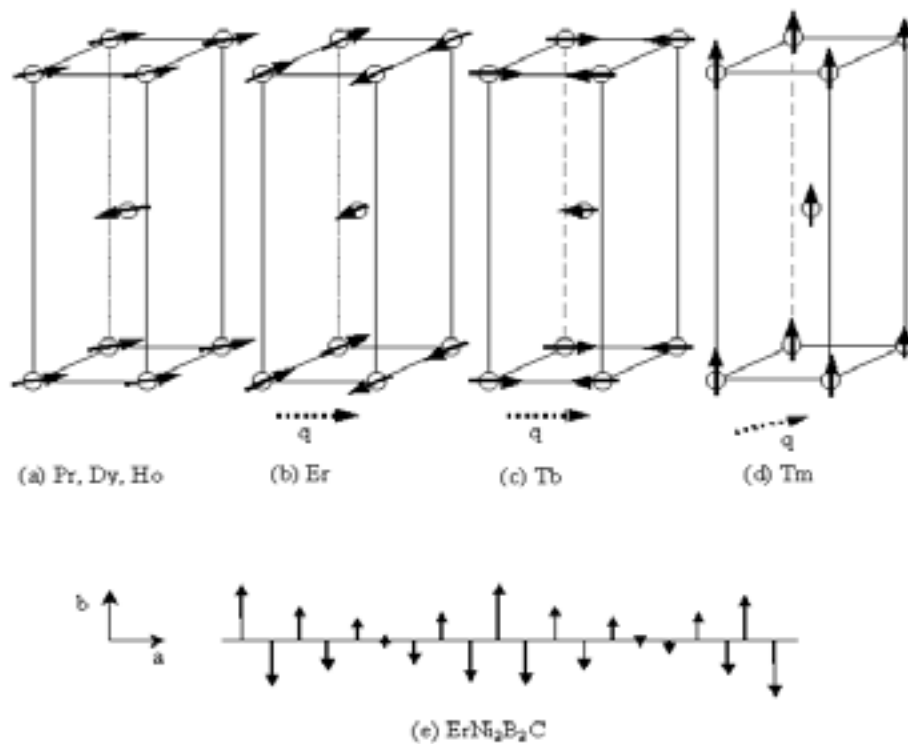 q
q
q
(a) Pr, Dy, Ho
(b) Er
(c) Tb
(d) Tm
b
a
(e) ErNi₂B₂C